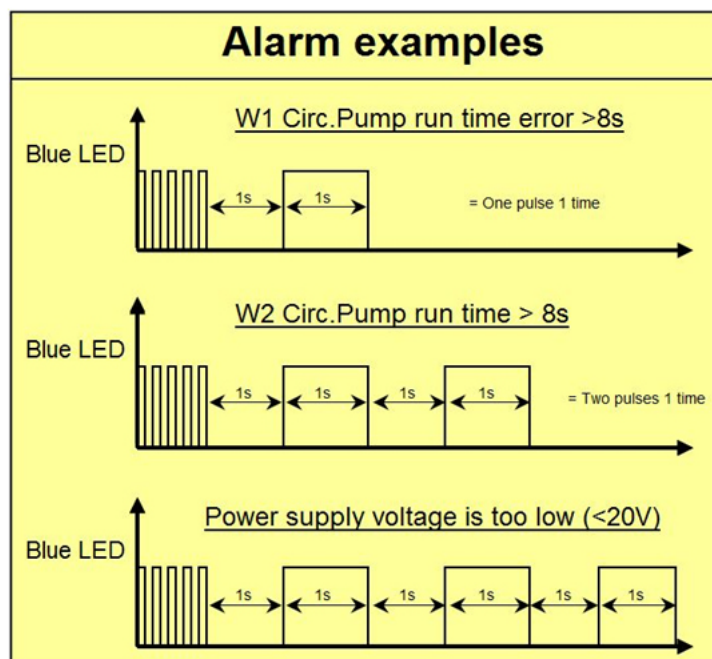 Alarm examples
W1 Circ.Pump run time error >8s
Blue LED
1s 1s
= One pulse 1 time
W2 Circ.Pump run time > 8s
Blue LED
1s 1s 1s 1s
= Two pulses 1 time
Power supply voltage is too low (<20V)
Blue LED
1s 1s 1s 1s 1s 1s